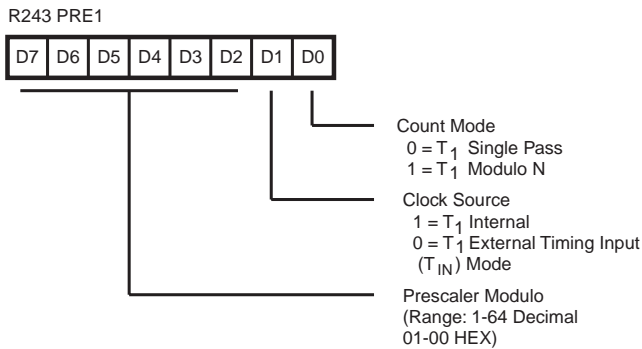 R243 PRE1
D7 D6 D5 D4 D3 D2 D1 D0
Count Mode
0 = T1 Single Pass
1 = T1 Modulo N
Clock Source
1 = T1 Internal
0 = T1 External Timing Input
(TIN) Mode
Prescaler Modulo
(Range: 1-64 Decimal
01-00 HEX)